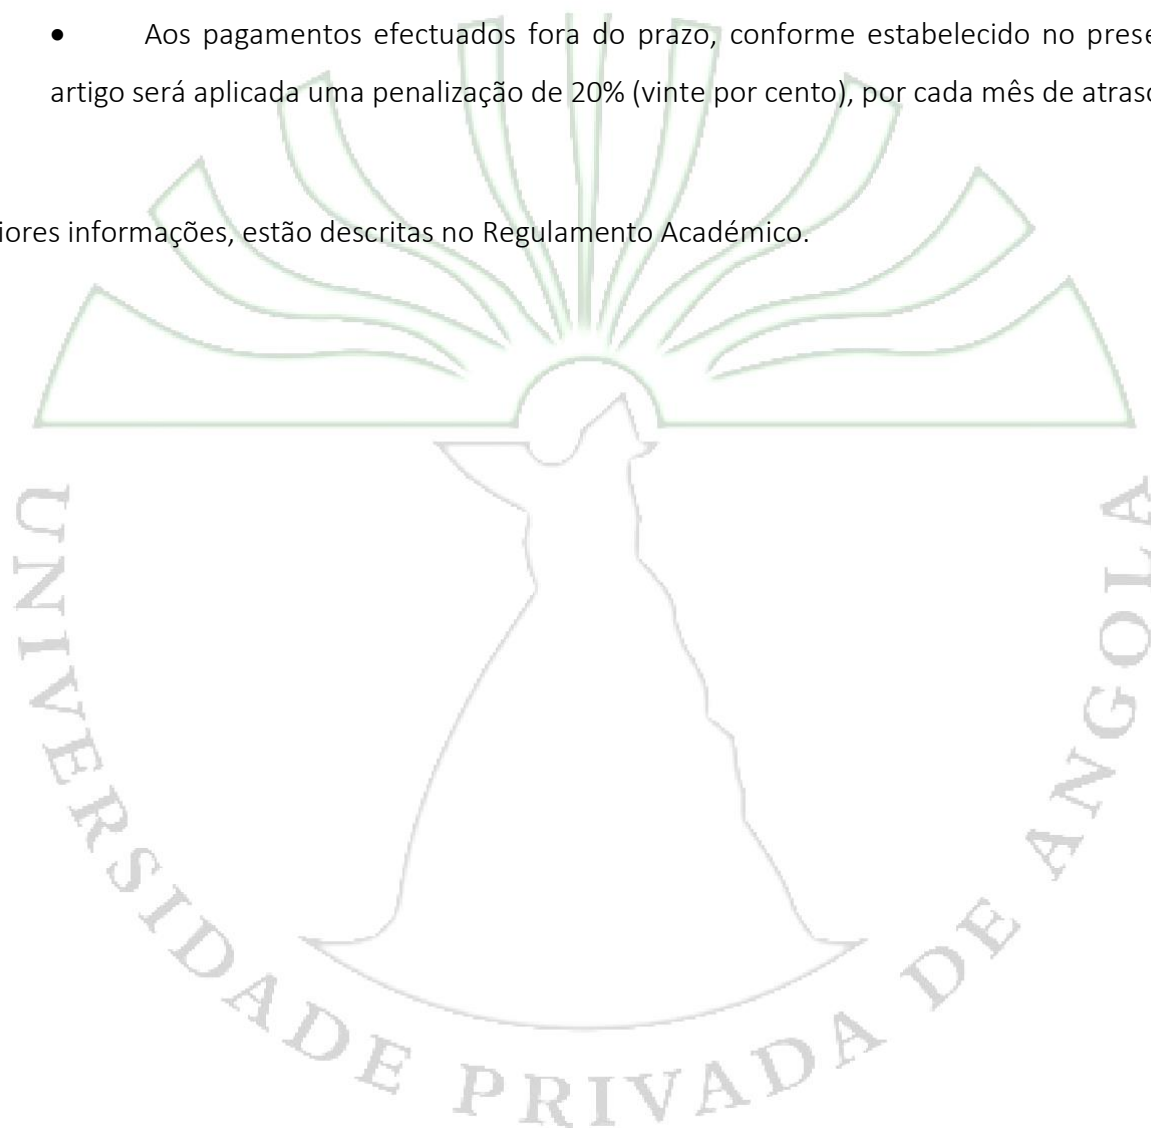 • Aos pagamentos efectuados fora do prazo, conforme estabelecido no prese
artigo será aplicada uma penalização de 20% (vinte por cento), por cada mês de atraso
iores informações, estão descritas no Regulamento Académico.
UNIVERSIDADE PRIVADA DE ANGOLA